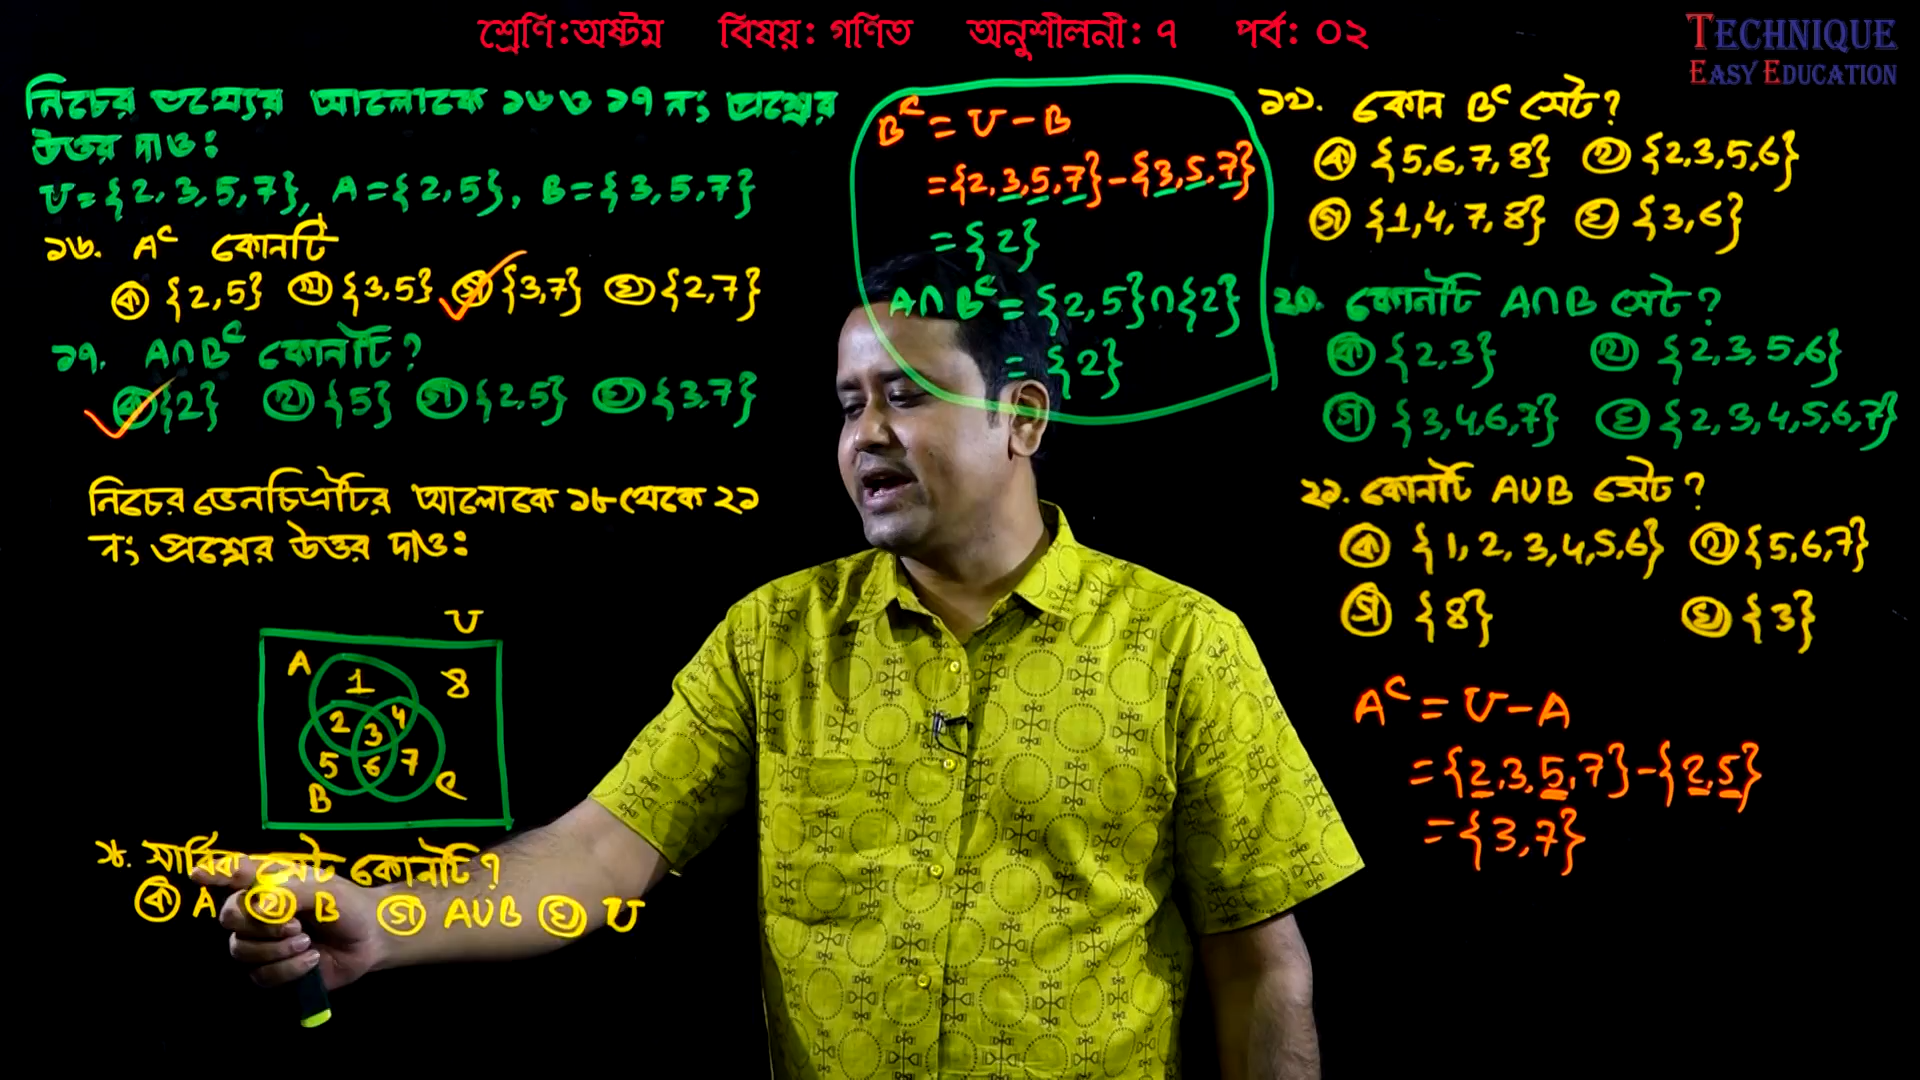 শ্রেণি:অষ্টম বিষয়: গণিত অনুশীলনী: ৭ পর্ব: ০২
TECHNIQUE
EASY EDUCATION
নিচের তথ্যের আলোকে ১৬ ও ১৭ নং প্রশ্নের
উত্তর দাও:
U={2,3,5,7}, A={2,5}, B={3,5,7}
১৬. A^c কোনটি
ক {2,5} খ {3,5} গ {3,7} ঘ {2,7}
১৭. A∩B^c কোনটি?
ক {2} খ {5} গ {2,5} ঘ {3,7}
নিচের ভেনচিত্রটির আলোকে ১৮ থেকে ২১
নং প্রশ্নের উত্তর দাও:
U
A 1 8
2 3 4
5 6 7
B C
১৮. সার্বিক সেট কোনটি?
ক A খ B গ A∪B ঘ U
B^c = U-B
={2,3,5,7}-{3,5,7}
={2}
A∩B^c={2,5}∩{2}
={2}
১৯. কোন B^c সেট?
ক {5,6,7,8} খ {2,3,5,6}
গ {1,4,7,8} ঘ {3,6}
২০. কোনটি A∩B সেট?
ক {2,3} খ {2,3,5,6}
গ {3,4,6,7} ঘ {2,3,4,5,6,7}
২১. কোনটি A∪B সেট?
ক {1,2,3,4,5,6} খ {5,6,7}
গ {8} ঘ {3}
A^c = U-A
={2,3,5,7}-{2,5}
={3,7}